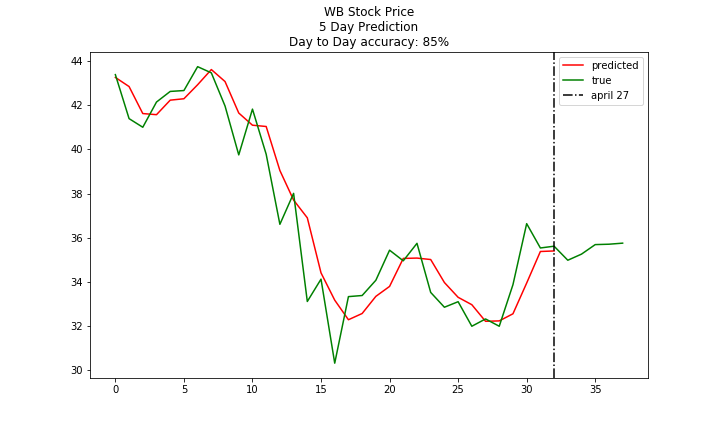 WB Stock Price
5 Day Prediction
Day to Day accuracy: 85%
predicted
true
april 27
44
42
40
38
36
34
32
30
0 5 10 15 20 25 30 35